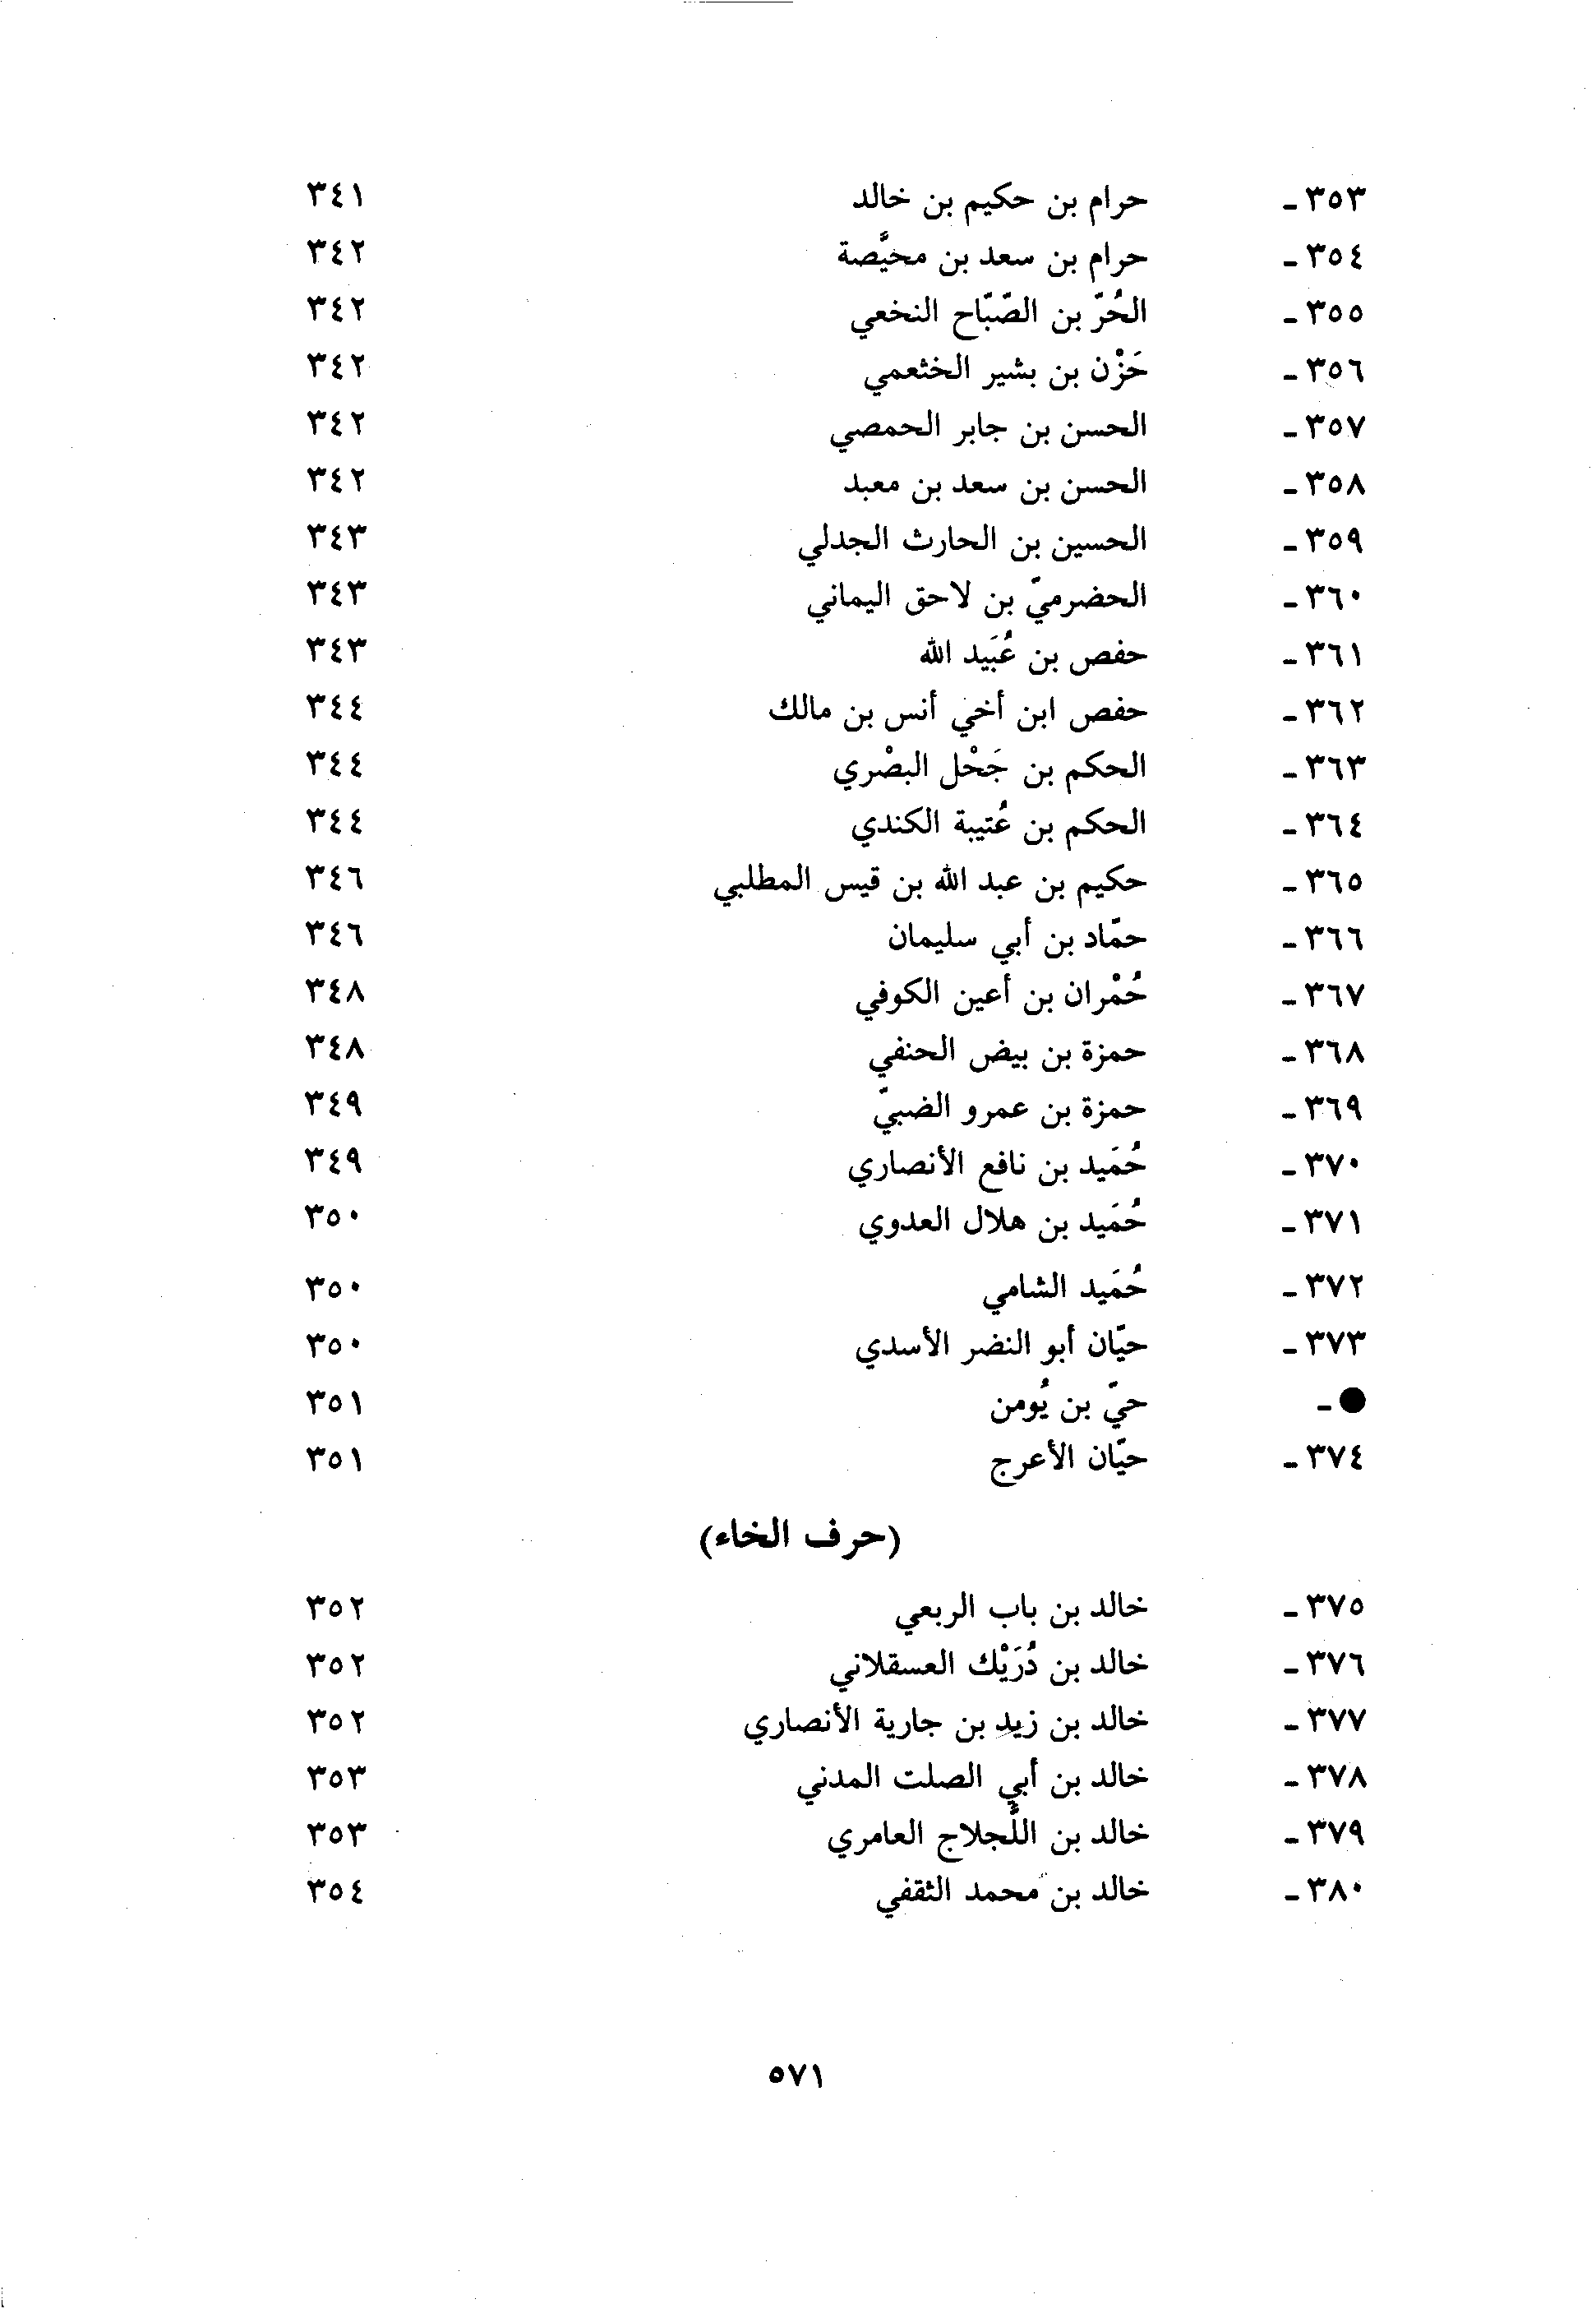 ٣٥٣ - حرام بن حكيم بن خالد ٣٤١
٣٥٤ - حرام بن سعد بن محيَّصة ٣٤٢
٣٥٥ - الحُرّ بن الصّبّاح النخعي ٣٤٢
٣٥٦ - حَزْن بن بشير الخثعمي ٣٤٢
٣٥٧ - الحسن بن جابر الحمصي ٣٤٢
٣٥٨ - الحسن بن سعد بن معبد ٣٤٢
٣٥٩ - الحسين بن الحارث الجدلي ٣٤٣
٣٦٠ - الحضرميّ بن لاحق اليماني ٣٤٣
٣٦١ - حفص بن عُبَيد الله ٣٤٣
٣٦٢ - حفص ابن أخي أنس بن مالك ٣٤٤
٣٦٣ - الحكم بن جَحْل البصْري ٣٤٤
٣٦٤ - الحكم بن عُتيبة الكندي ٣٤٤
٣٦٥ - حكيم بن عبد الله بن قيس المطلبي ٣٤٦
٣٦٦ - حمّاد بن أبي سليمان ٣٤٦
٣٦٧ - حُمْران بن أعين الكوفي ٣٤٨
٣٦٨ - حمزة بن بيض الحنفي ٣٤٨
٣٦٩ - حمزة بن عمرو الضبيّ ٣٤٩
٣٧٠ - حُمَيد بن نافع الأنصاري ٣٤٩
٣٧١ - حُمَيد بن هلال العدوي ٣٥٠
٣٧٢ - حُمَيد الشامي ٣٥٠
٣٧٣ - حيّان أبو النضر الأسدي ٣٥٠
● - حيّ بن يُومن ٣٥١
٣٧٤ - حيّان الأعرج ٣٥١
(حرف الخاء)
٣٧٥ - خالد بن باب الربعي ٣٥٢
٣٧٦ - خالد بن دُرَيْك العسقلاني ٣٥٢
٣٧٧ - خالد بن زيد بن جارية الأنصاري ٣٥٢
٣٧٨ - خالد بن أبي الصلت المدني ٣٥٣
٣٧٩ - خالد بن اللَّجلاج العامري ٣٥٣
٣٨٠ - خالد بن محمد الثقفي ٣٥٤
٥٧١